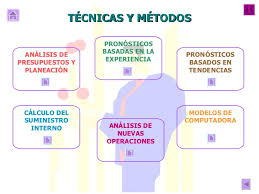 TÉCNICAS Y MÉTODOS
ANÁLISIS DE
PRESUPUESTOS Y
PLANEACIÓN
PRONÓSTICOS
BASADAS EN LA
EXPERIENCIA
PRONÓSTICOS
BASADOS EN
TENDENCIAS
CÁLCULO DEL
SUMINISTRO
INTERNO
ANÁLISIS DE
NUEVAS
OPERACIONES
MODELOS DE
COMPUTADORA